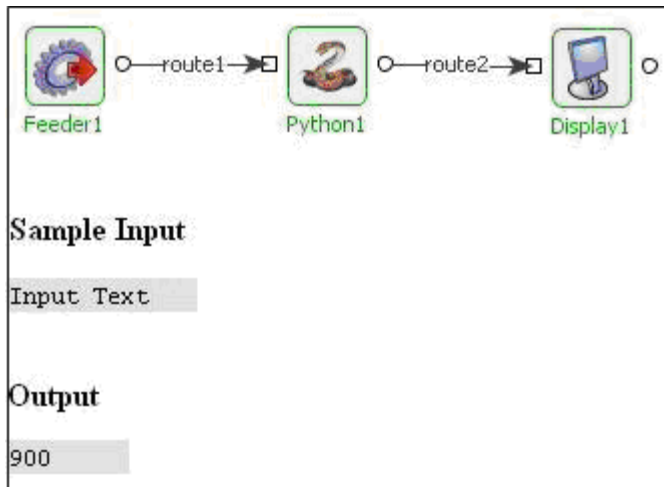 route1
route2
Feeder1
Python1
Display1
Sample Input
Input Text
Output
900